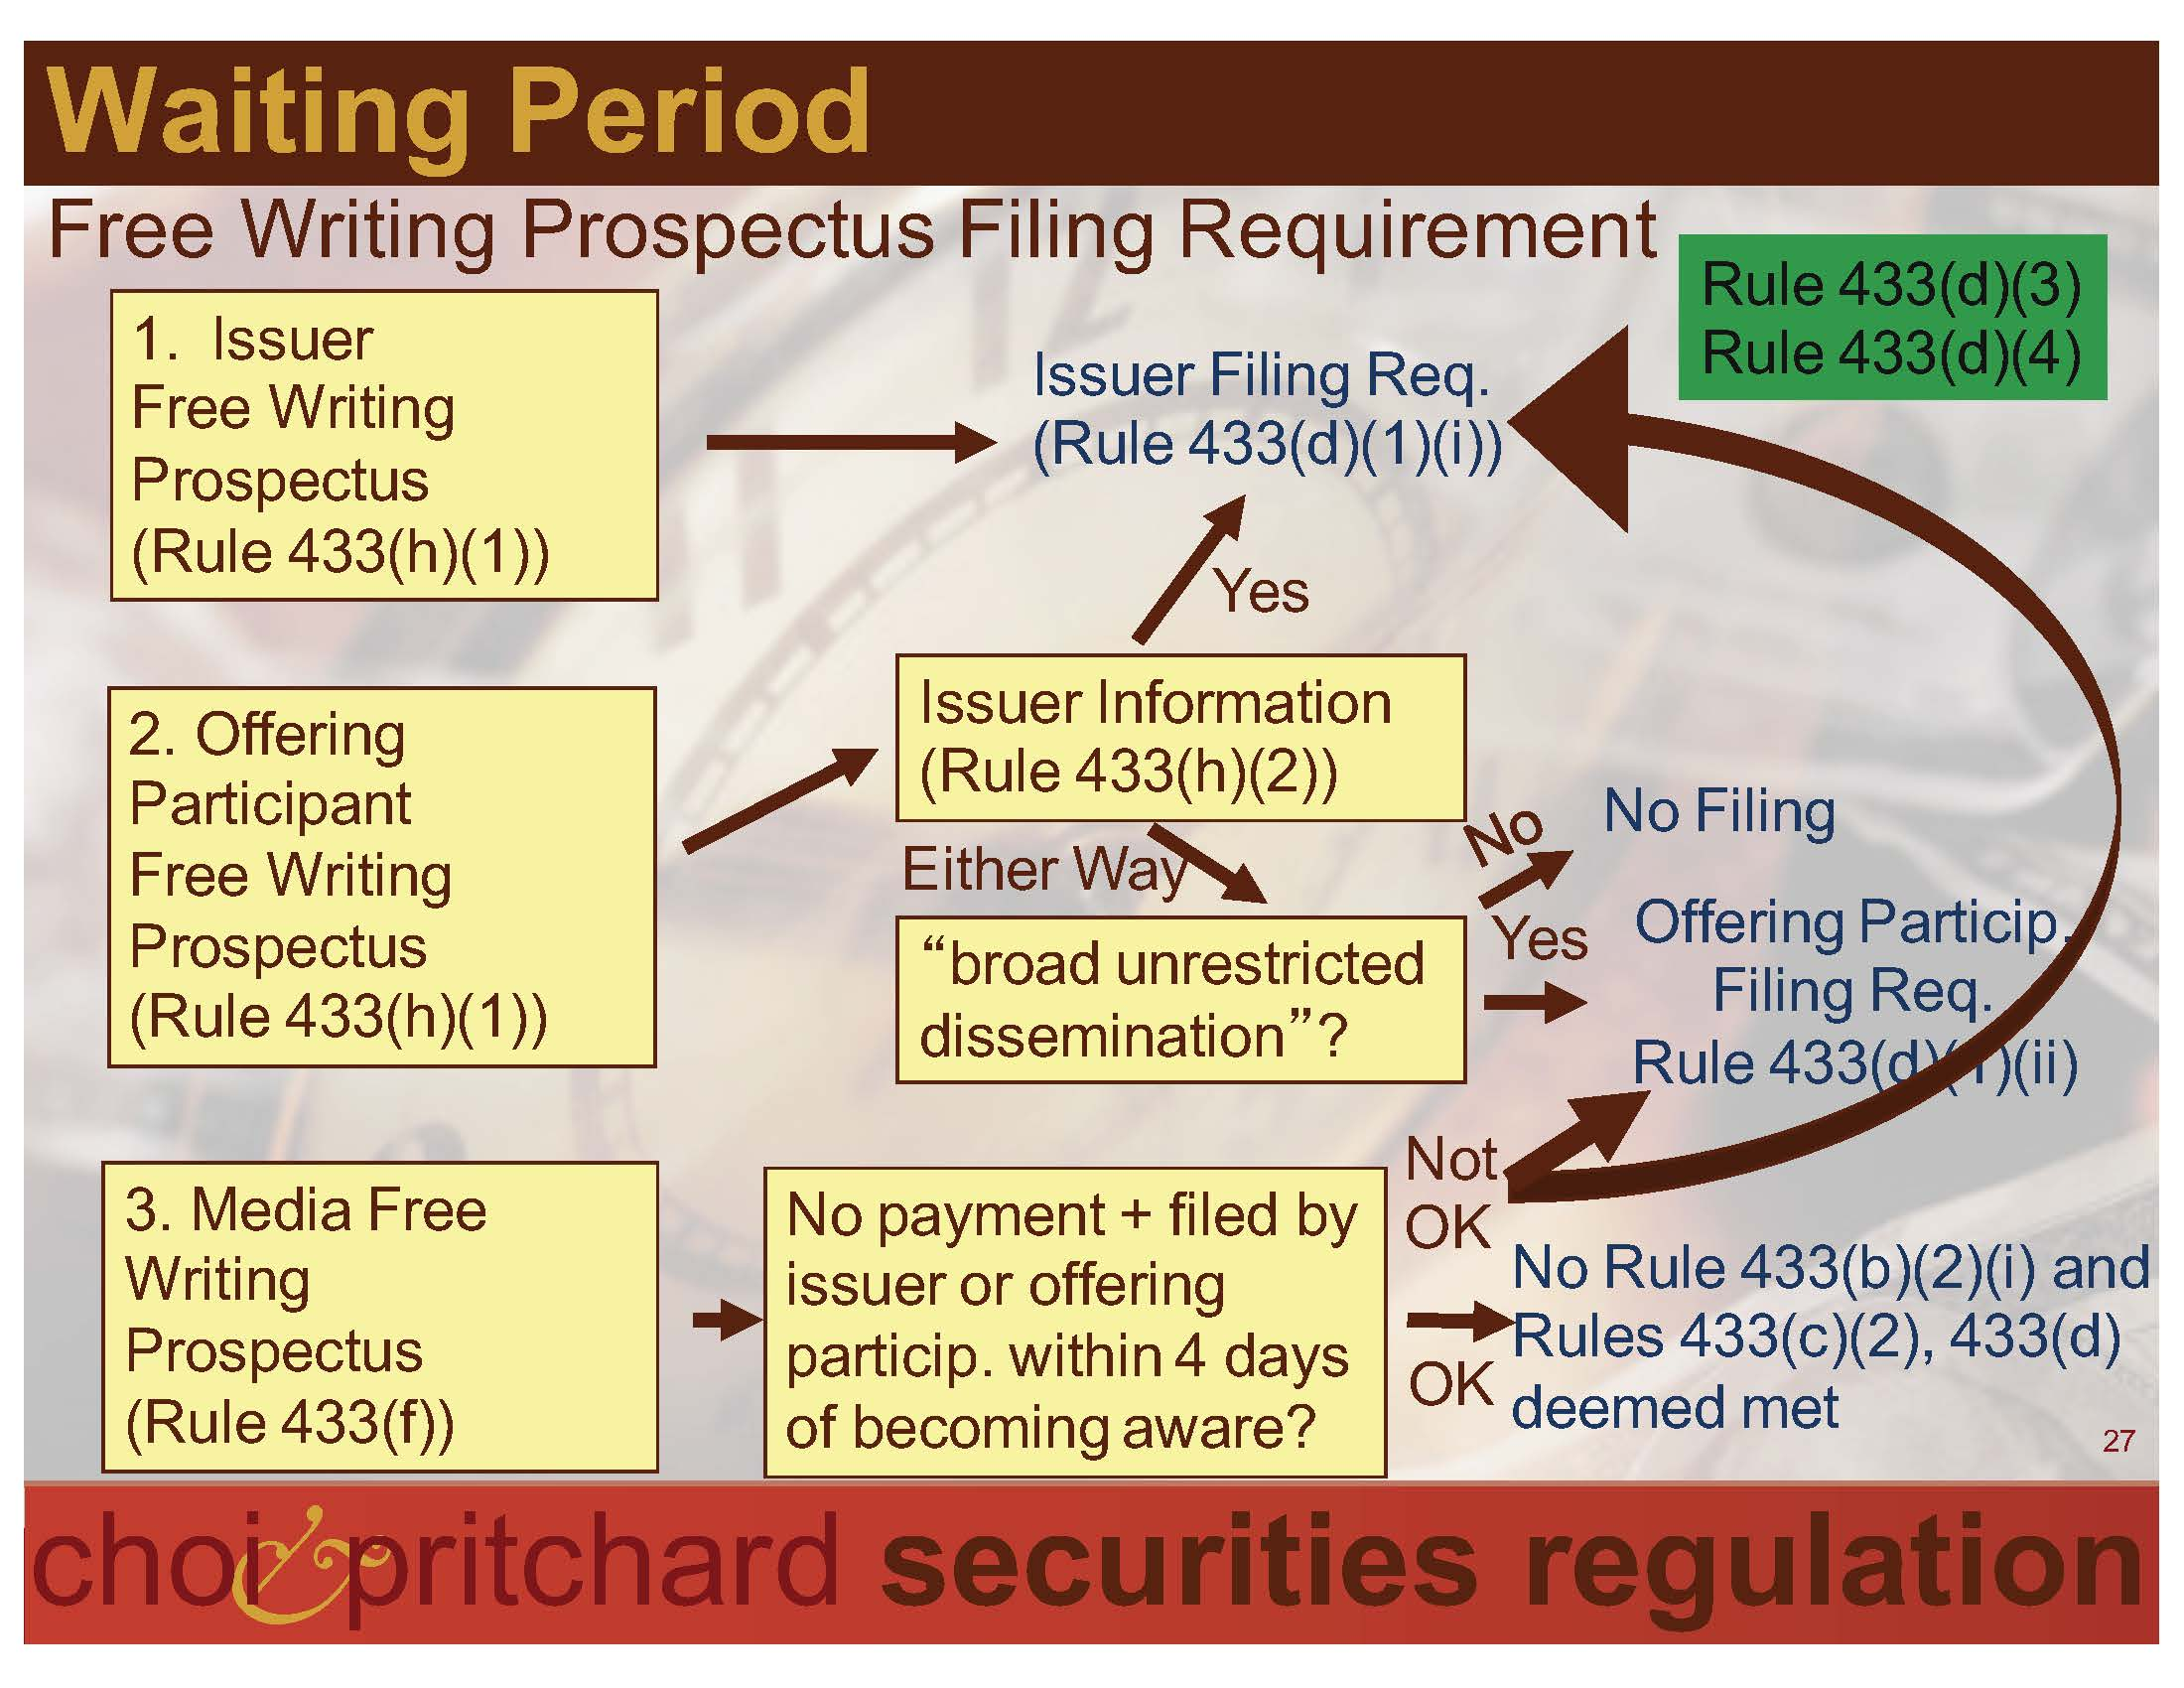 Waiting Period
Free Writing Prospectus Filing Requirement
Rule 433(d)(3)
Rule 433(d)(4)
1. Issuer
Free Writing
Prospectus
(Rule 433(h)(1))
Issuer Filing Req.
(Rule 433(d)(1)(i))
Yes
2. Offering
Participant
Free Writing
Prospectus
(Rule 433(h)(1))
Issuer Information
(Rule 433(h)(2))
Either Way
No
No Filing
“broad unrestricted
dissemination”?
Yes
Offering Particip.
Filing Req.
Rule 433(d)(1)(ii)
3. Media Free
Writing
Prospectus
(Rule 433(f))
No payment + filed by
issuer or offering
particip. within 4 days
of becoming aware?
Not
OK
OK
No Rule 433(b)(2)(i) and
Rules 433(c)(2), 433(d)
deemed met
27
choi&pritchard securities regulation